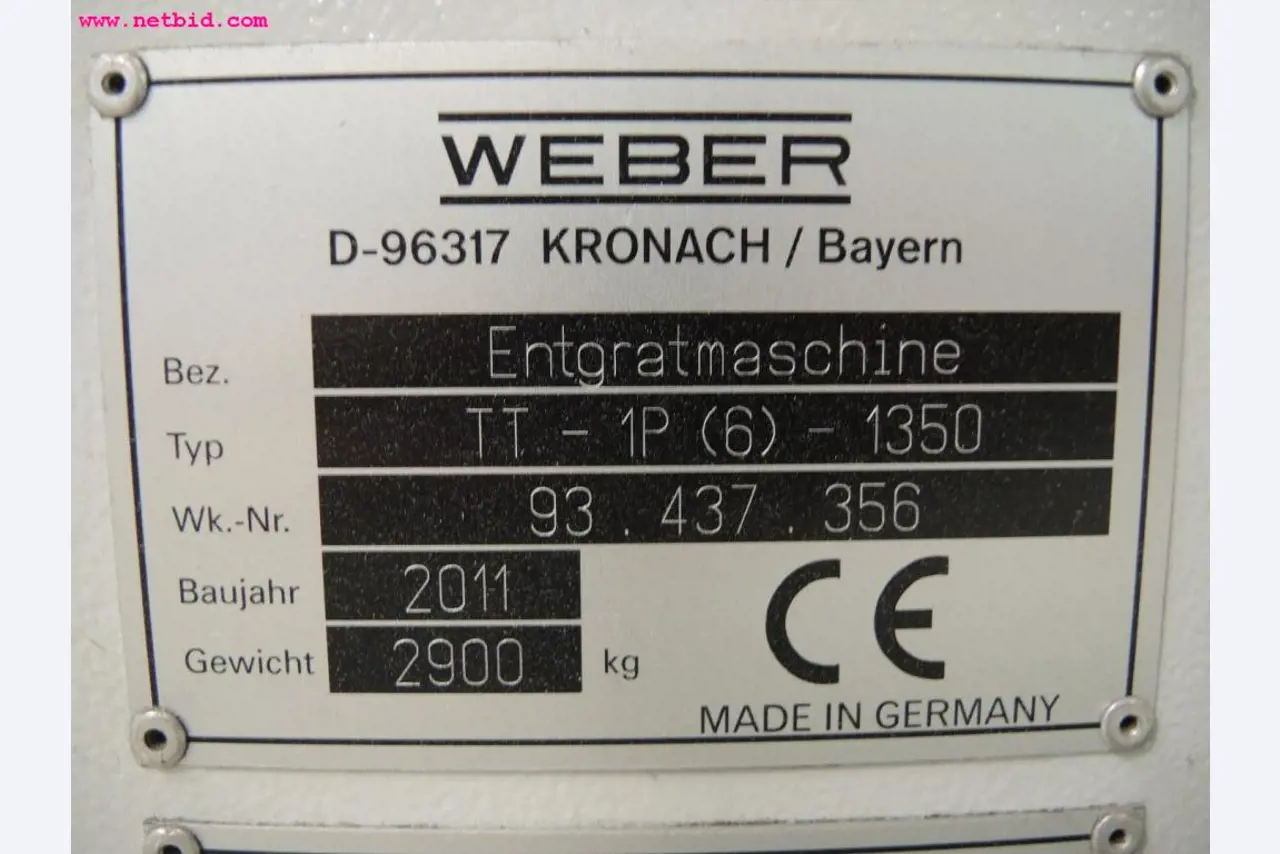 www.netbid.com
WEBER
D-96317 KRONACH / Bayern
Bez. Entgratmaschine
Typ TT - 1P (6) - 1350
Wk.-Nr. 93 . 437 . 356
Baujahr 2011
Gewicht 2900 kg
CE
MADE IN GERMANY